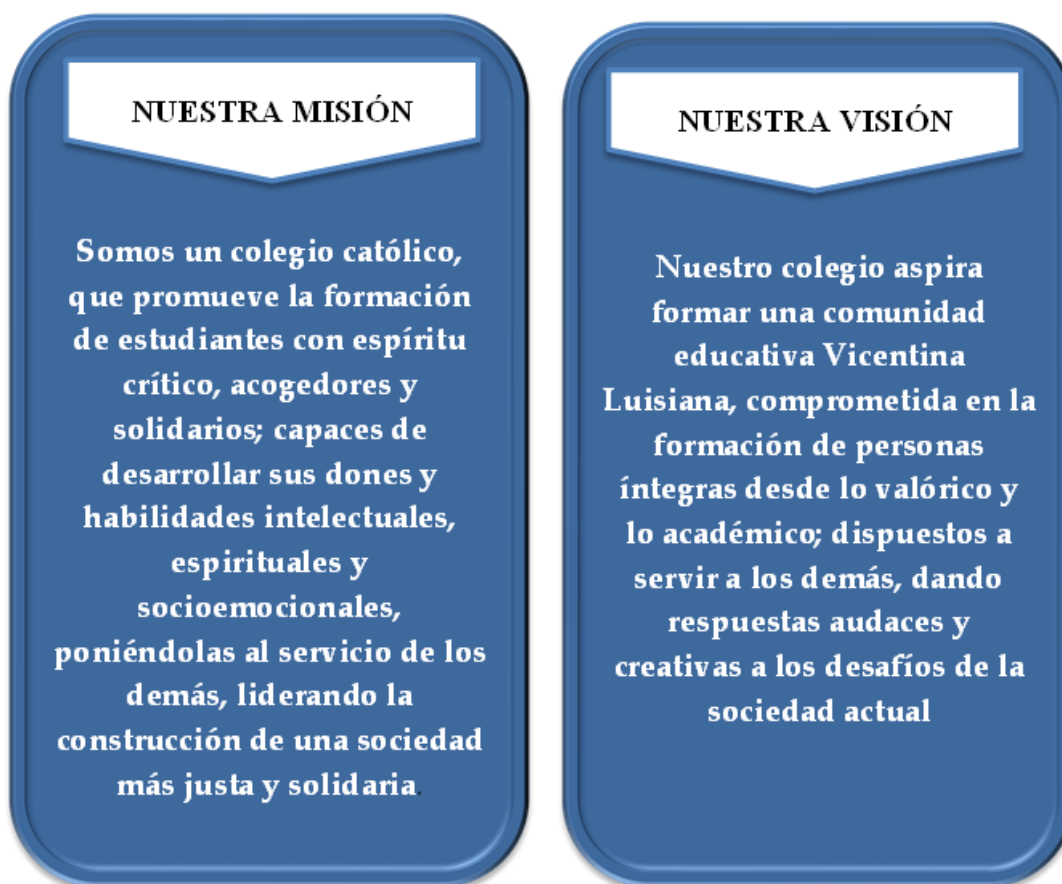 NUESTRA MISIÓN
Somos un colegio católico,
que promueve la formación
de estudiantes con espíritu
crítico, acogedores y
solidarios; capaces de
desarrollar sus dones y
habilidades intelectuales,
espirituales y
socioemocionales,
poniéndolas al servicio de los
demás, liderando la
construcción de una sociedad
más justa y solidaria.
NUESTRA VISIÓN
Nuestro colegio aspira
formar una comunidad
educativa Vicentina
Luisiana, comprometida en la
formación de personas
íntegras desde lo valórico y
lo académico; dispuestos a
servir a los demás, dando
respuestas audaces y
creativas a los desafíos de la
sociedad actual